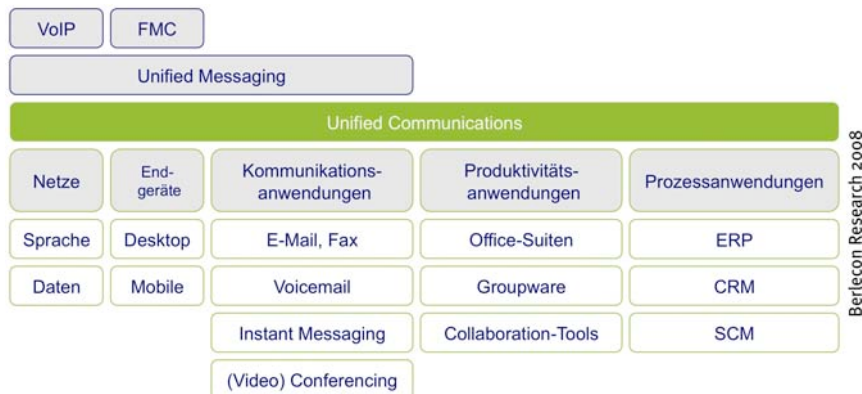 VoIP
FMC
Unified Messaging
Unified Communications
Netze
End-
geräte
Kommunikations-
anwendungen
Produktivitäts-
anwendungen
Prozessanwendungen
Sprache
Desktop
E-Mail, Fax
Office-Suiten
ERP
Daten
Mobile
Voicemail
Groupware
CRM
Instant Messaging
Collaboration-Tools
SCM
(Video) Conferencing
Berlecon Research 2008